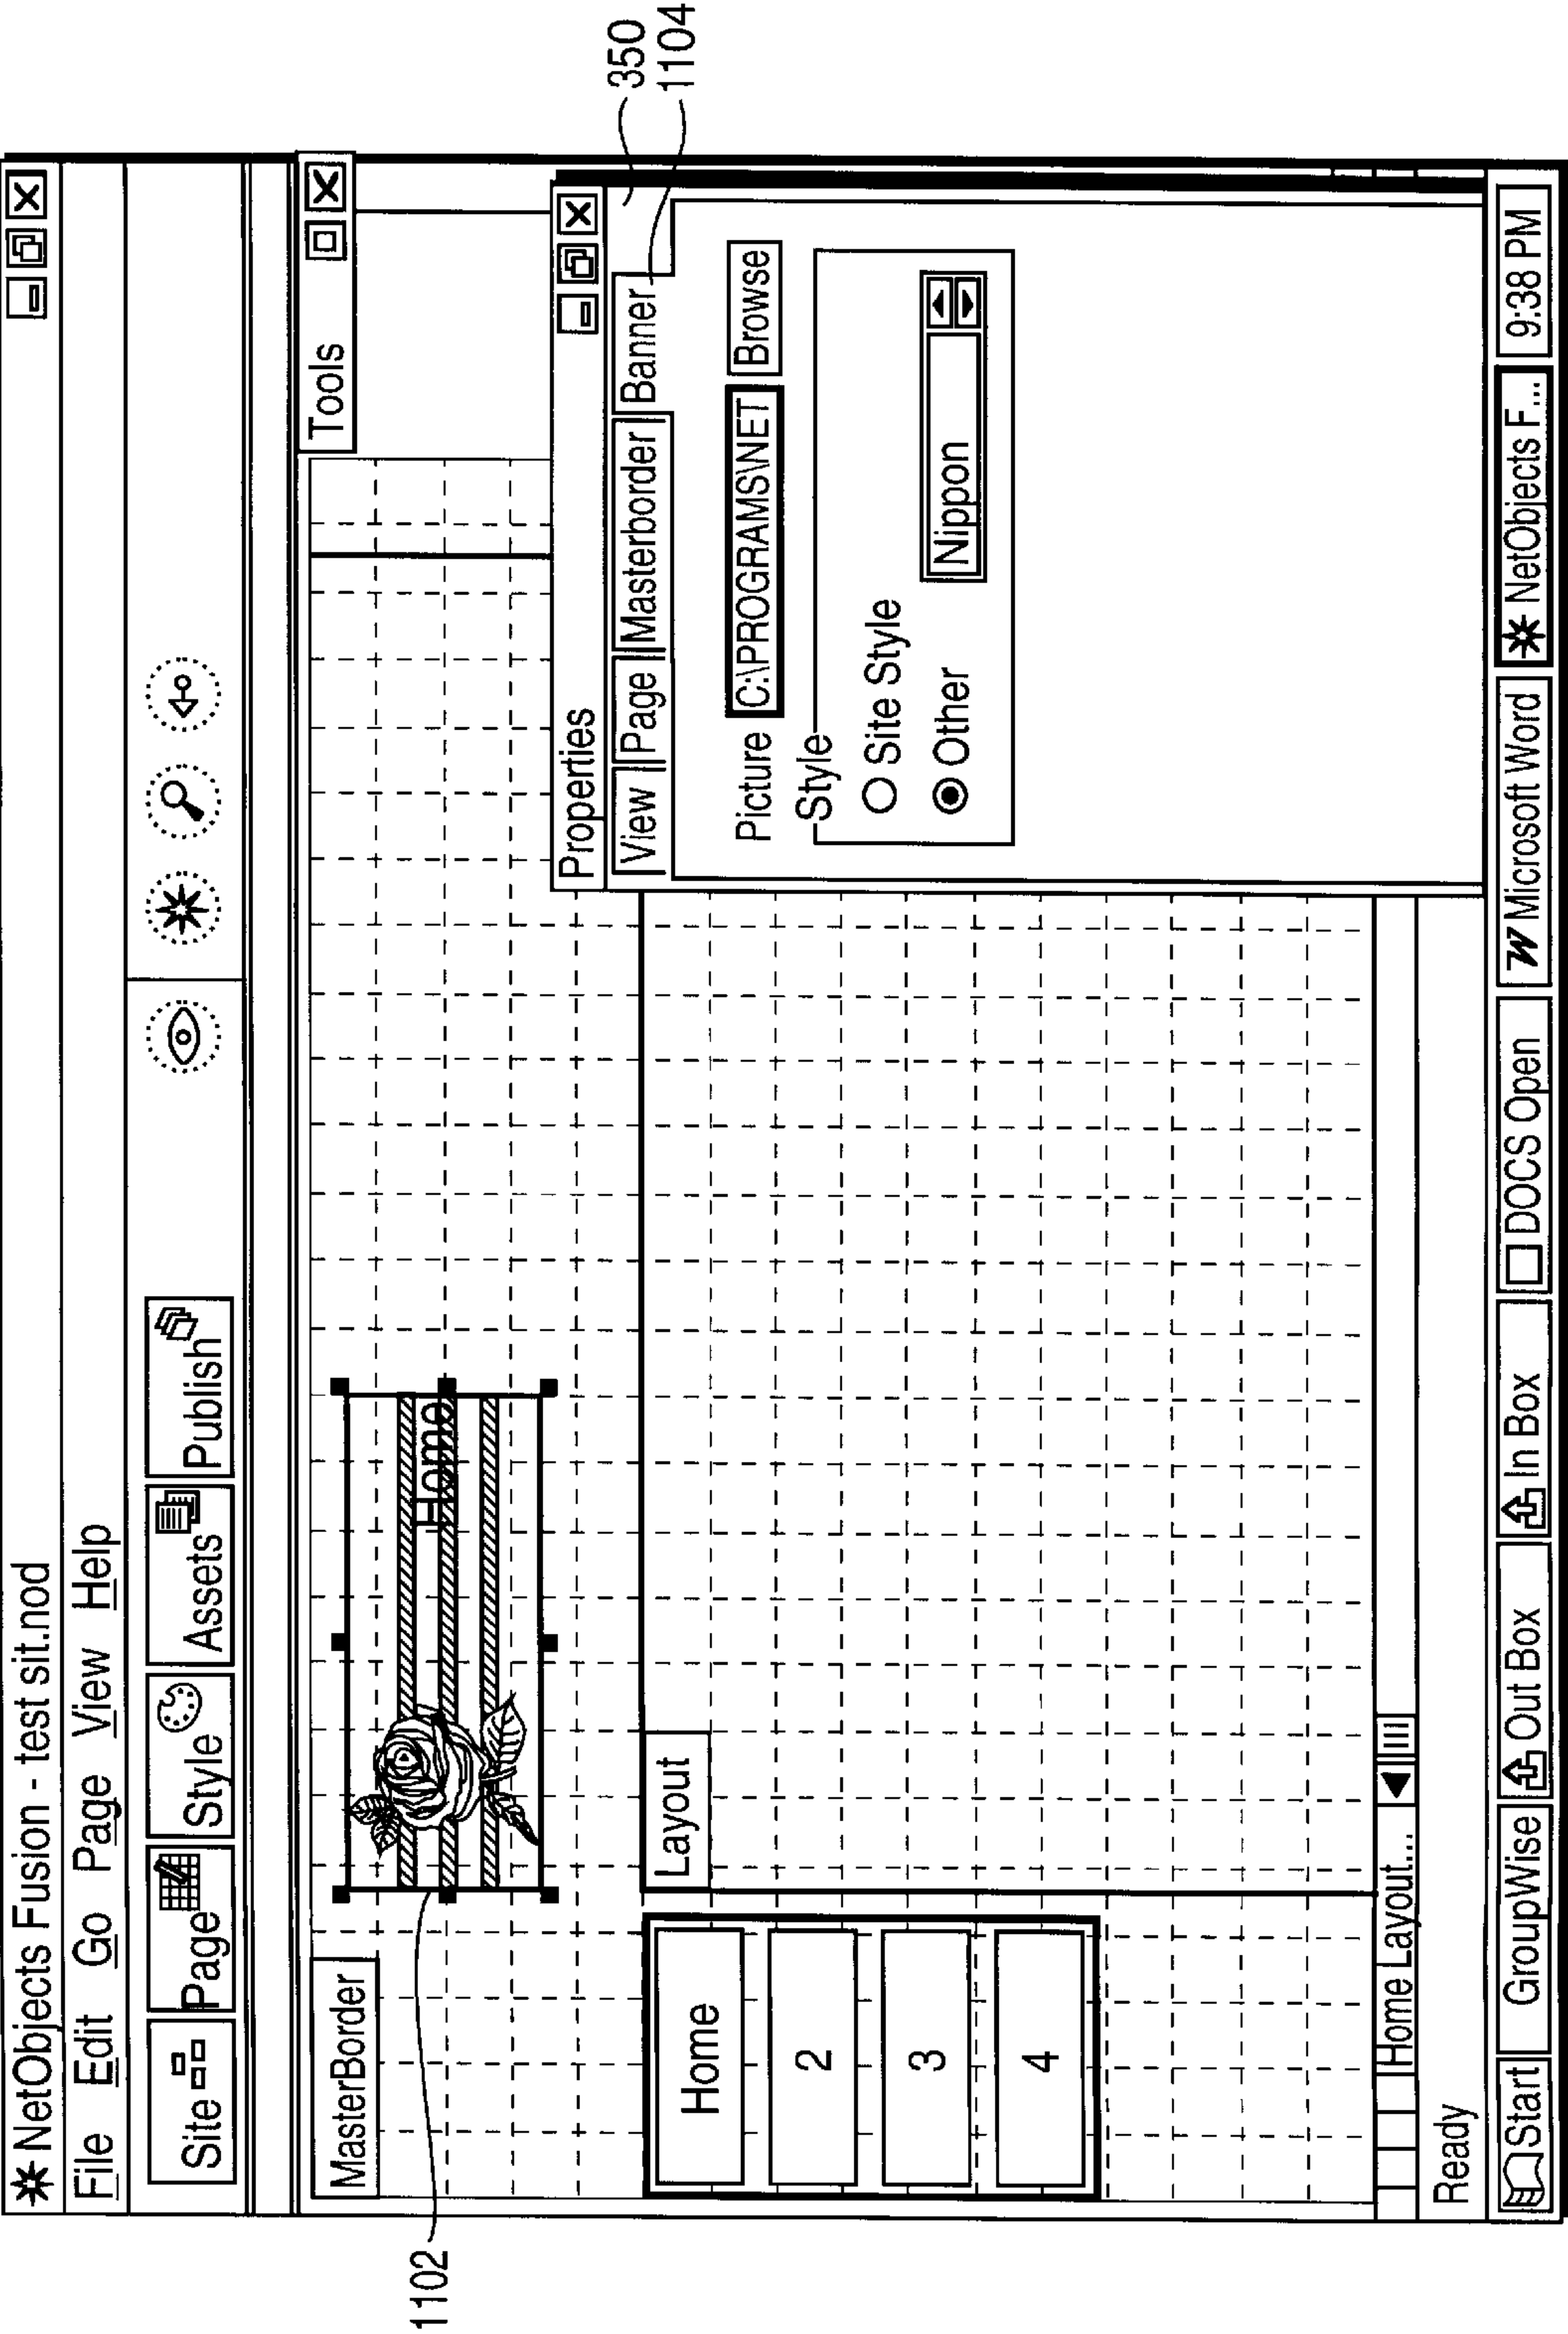 NetObjects Fusion - test sit.nod
File Edit Go Page View Help
Site Page Style Assets Publish
Tools
MasterBorder
Home
1102
Properties
350
View Page Masterborder Banner
1104
Layout
Home
2
3
4
Picture C:\PROGRAMS\NET Browse
Style
Site Style
Other Nippon
Home Layout...
Ready
Start GroupWise Out Box In Box DOCS Open W Microsoft Word NetObjects F... 9:38 PM